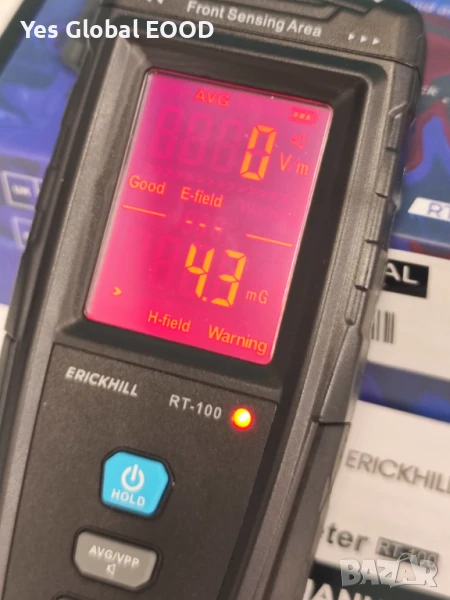 Yes Global EOOD
Front Sensing Area
>>>
AVG
0 V/m
Good E-field
---
4.3 mG
>
H-field Warning
ERICKHILL
RT-100
HOLD
AVG/VPP
ERICKHILL
RT-100
bazar